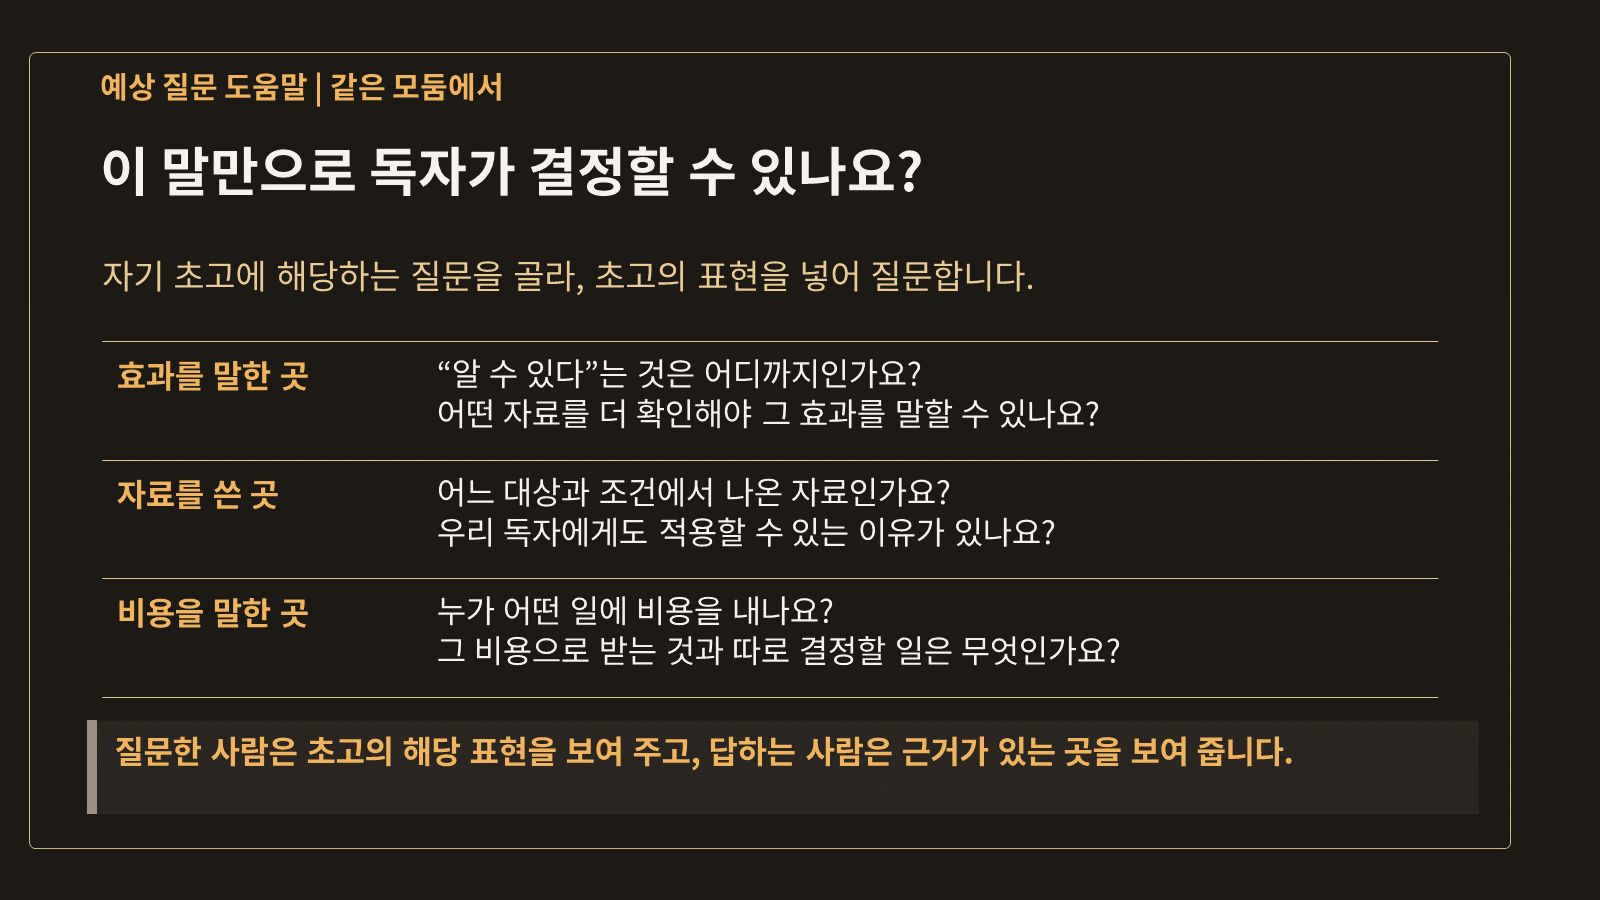 예상 질문 도움말 | 같은 모둠에서
이 말만으로 독자가 결정할 수 있나요?
자기 초고에 해당하는 질문을 골라, 초고의 표현을 넣어 질문합니다.
효과를 말한 곳
“알 수 있다”는 것은 어디까지인가요?
어떤 자료를 더 확인해야 그 효과를 말할 수 있나요?
자료를 쓴 곳
어느 대상과 조건에서 나온 자료인가요?
우리 독자에게도 적용할 수 있는 이유가 있나요?
비용을 말한 곳
누가 어떤 일에 비용을 내나요?
그 비용으로 받는 것과 따로 결정할 일은 무엇인가요?
질문한 사람은 초고의 해당 표현을 보여 주고, 답하는 사람은 근거가 있는 곳을 보여 줍니다.